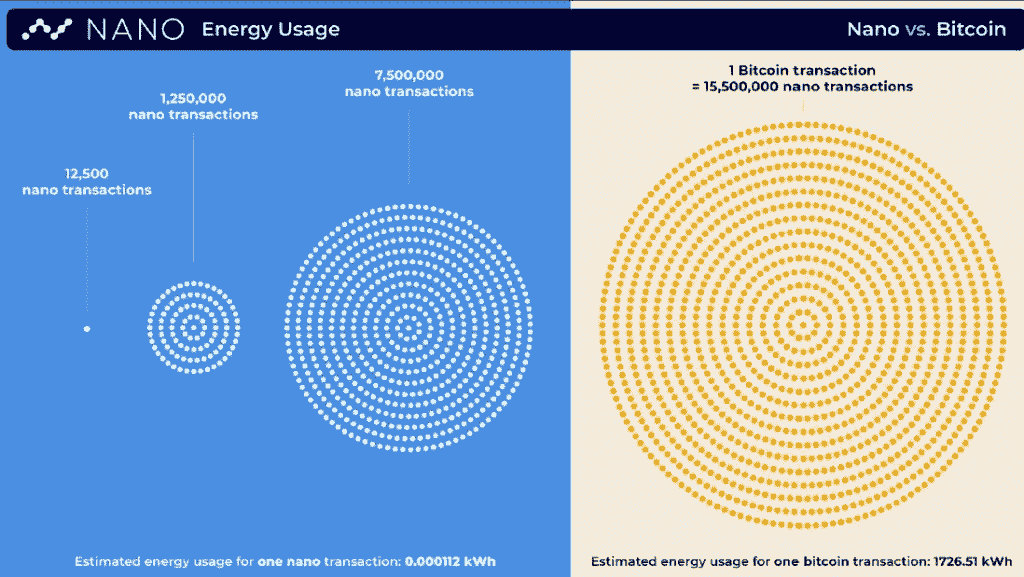 NANO Energy Usage
Nano vs. Bitcoin
7,500,000
nano transactions
1,250,000
nano transactions
12,500
nano transactions
1 Bitcoin transaction
= 15,500,000 nano transactions
Estimated energy usage for one nano transaction: 0.000112 kWh
Estimated energy usage for one bitcoin transaction: 1726.51 kWh